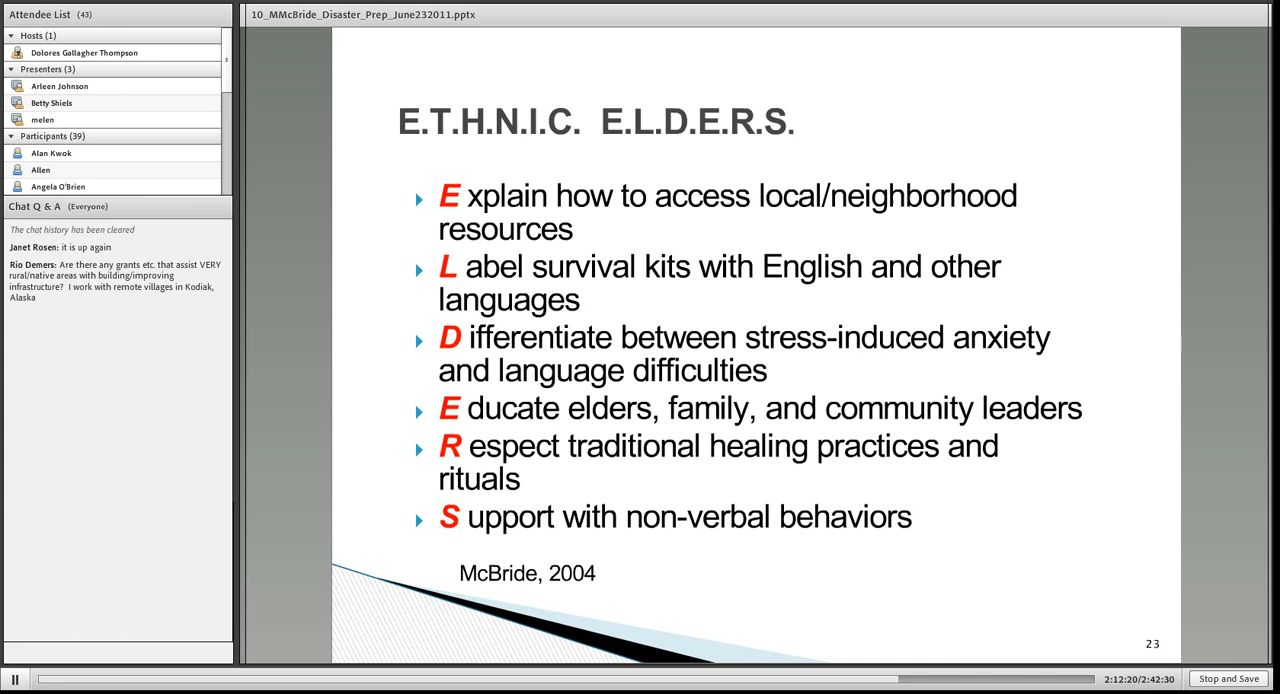 Attendee List (43)
Hosts (1)
Dolores Gallagher Thompson
Presenters (3)
Arleen Johnson
Betty Shiels
melen
Participants (39)
Alan Kwok
Allen
Angela O'Brien
Chat Q & A (Everyone)
The chat history has been cleared
Janet Rosen: it is up again
Rio Demers: Are there any grants etc. that assist VERY
rural/native areas with building/improving
infrastructure? I work with remote villages in Kodiak,
Alaska
10_MMcBride_Disaster_Prep_June232011.pptx
E.T.H.N.I.C. E.L.D.E.R.S.
E xplain how to access local/neighborhood
resources
L abel survival kits with English and other
languages
D ifferentiate between stress-induced anxiety
and language difficulties
E ducate elders, family, and community leaders
R espect traditional healing practices and
rituals
S upport with non-verbal behaviors
McBride, 2004
23
2:12:20/2:42:30
Stop and Save